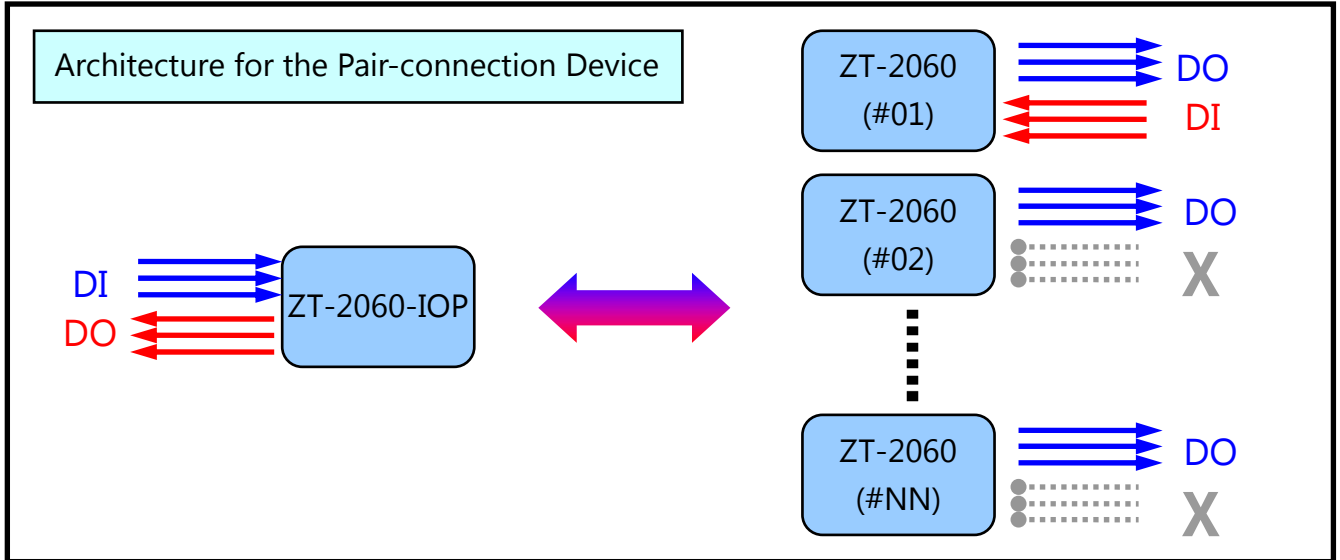 Architecture for the Pair-connection Device
ZT-2060
(#01)
DO
DI
ZT-2060
(#02)
DO
X
DI
DO
ZT-2060-IOP
ZT-2060
(#NN)
DO
X